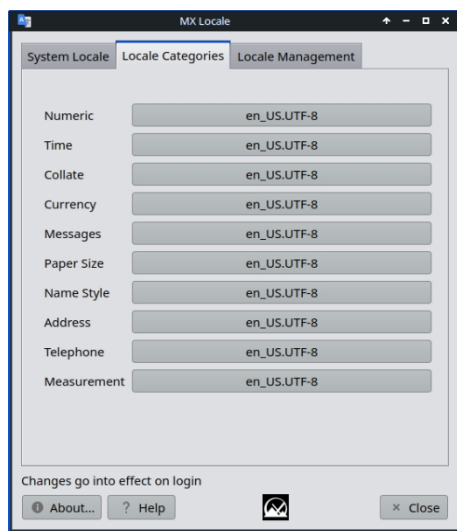 MX Locale
System Locale Locale Categories Locale Management
Numeric en_US.UTF-8
Time en_US.UTF-8
Collate en_US.UTF-8
Currency en_US.UTF-8
Messages en_US.UTF-8
Paper Size en_US.UTF-8
Name Style en_US.UTF-8
Address en_US.UTF-8
Telephone en_US.UTF-8
Measurement en_US.UTF-8
Changes go into effect on login
About... ? Help × Close